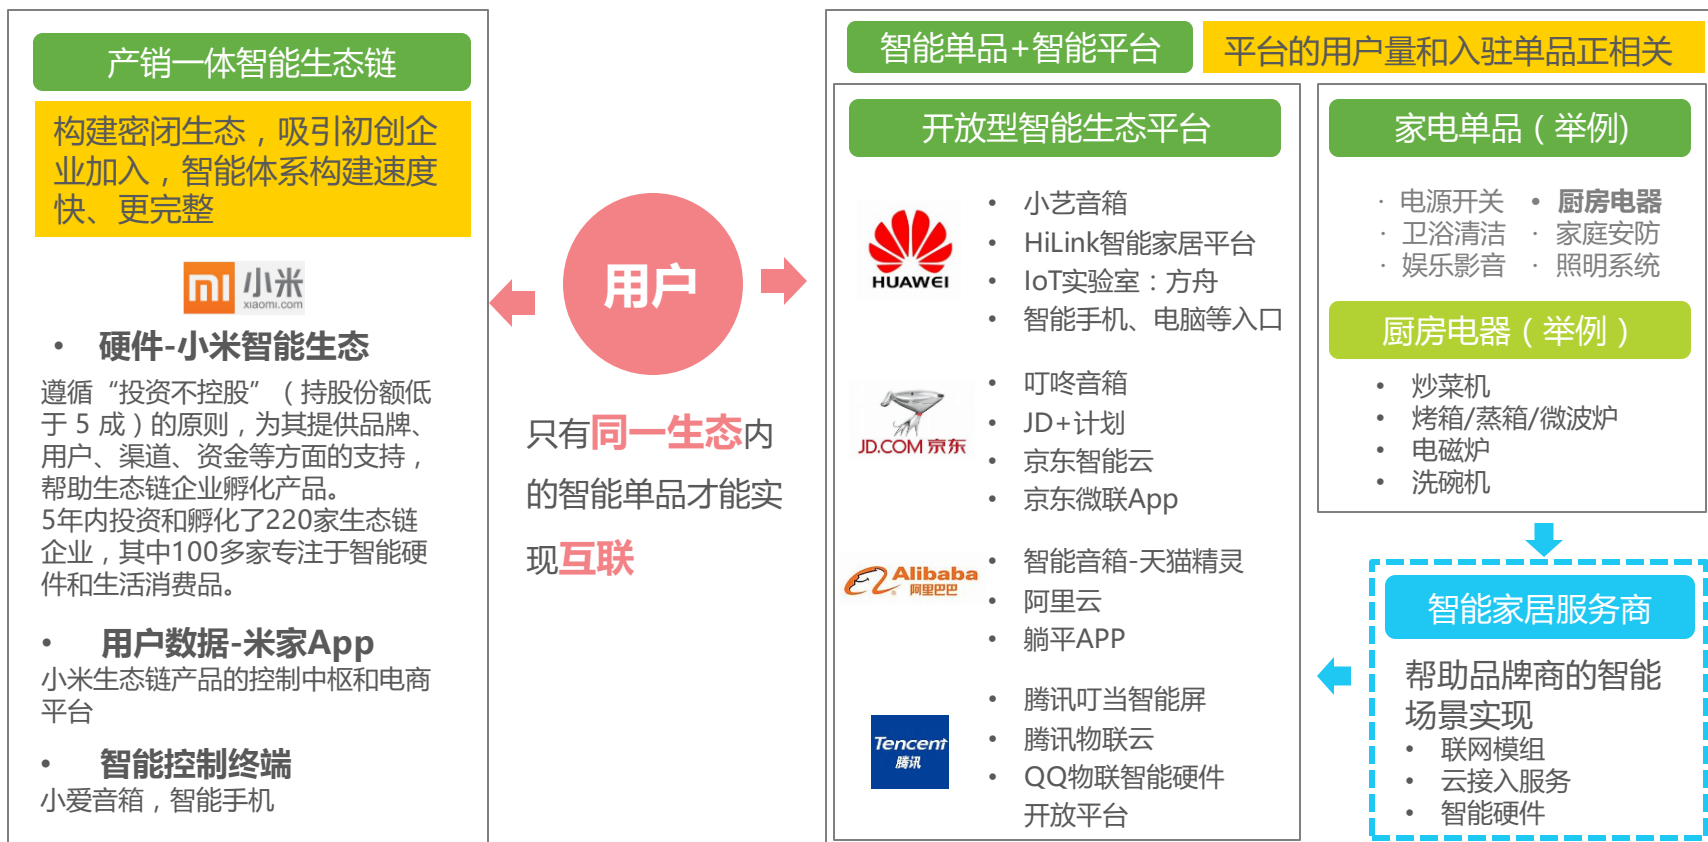 产销一体智能生态链
构建密闭生态，吸引初创企
业加入，智能体系构建速度
快、更完整
mi 小米
xiaomi.com
• 硬件-小米智能生态
遵循“投资不控股”（持股份额低
于 5 成）的原则，为其提供品牌、
用户、渠道、资金等方面的支持，
帮助生态链企业孵化产品。
5年内投资和孵化了220家生态链
企业，其中100多家专注于智能硬
件和生活消费品。
• 用户数据-米家App
小米生态链产品的控制中枢和电商
平台
• 智能控制终端
小爱音箱，智能手机
用户
只有同一生态内
的智能单品才能实
现互联
智能单品+智能平台
平台的用户量和入驻单品正相关
开放型智能生态平台
HUAWEI
• 小艺音箱
• HiLink智能家居平台
• IoT实验室：方舟
• 智能手机、电脑等入口
JD.COM 京东
• 叮咚音箱
• JD+计划
• 京东智能云
• 京东微联App
Alibaba
阿里巴巴
• 智能音箱-天猫精灵
• 阿里云
• 躺平APP
Tencent
腾讯
• 腾讯叮当智能屏
• 腾讯物联云
• QQ物联智能硬件
开放平台
家电单品（举例)
· 电源开关 • 厨房电器
· 卫浴清洁 · 家庭安防
· 娱乐影音 · 照明系统
厨房电器（举例）
• 炒菜机
• 烤箱/蒸箱/微波炉
• 电磁炉
• 洗碗机
智能家居服务商
帮助品牌商的智能
场景实现
• 联网模组
• 云接入服务
• 智能硬件